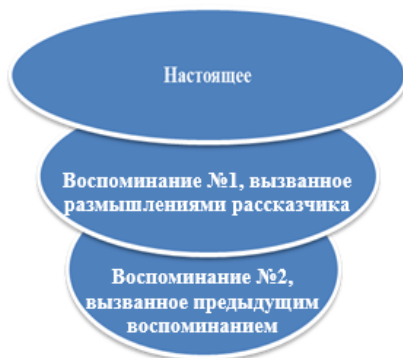 Настоящее
Воспоминание №1, вызванное
размышлениями рассказчика
Воспоминание №2,
вызванное предыдущим
воспоминанием